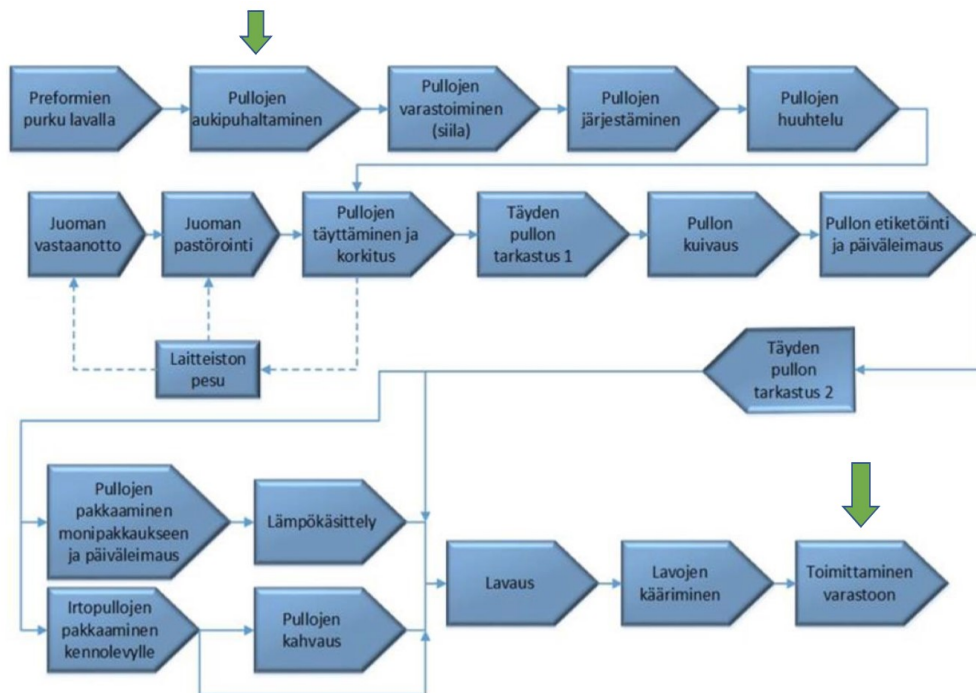 Preformien
purku lavalla
Pullojen
aukipuhaltaminen
Pullojen
varastoiminen
(siila)
Pullojen
järjestäminen
Pullojen
huuhtelu
Juoman
vastaanotto
Juoman
pastörointi
Pullojen
täyttäminen ja
korkitus
Täyden
pullon
tarkastus 1
Pullon
kuivaus
Pullon etiketöinti
ja päiväleimaus
Laitteiston
pesu
Täyden
pullon
tarkastus 2
Pullojen
pakkaaminen
monipakkaukseen
ja päiväleimaus
Lämpökäsittely
Irtopullojen
pakkaaminen
kennolevylle
Pullojen
kahvaus
Lavaus
Lavojen
kääriminen
Toimittaminen
varastoon